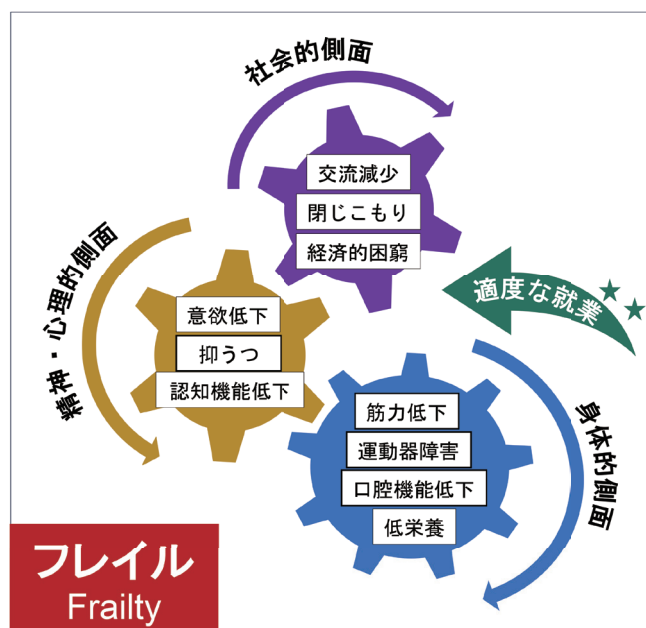 社会的側面
交流減少
閉じこもり
経済的困窮
精神・心理的側面
意欲低下
抑うつ
認知機能低下
適度な就業
身体的側面
筋力低下
運動器障害
口腔機能低下
低栄養
フレイル
Frailty